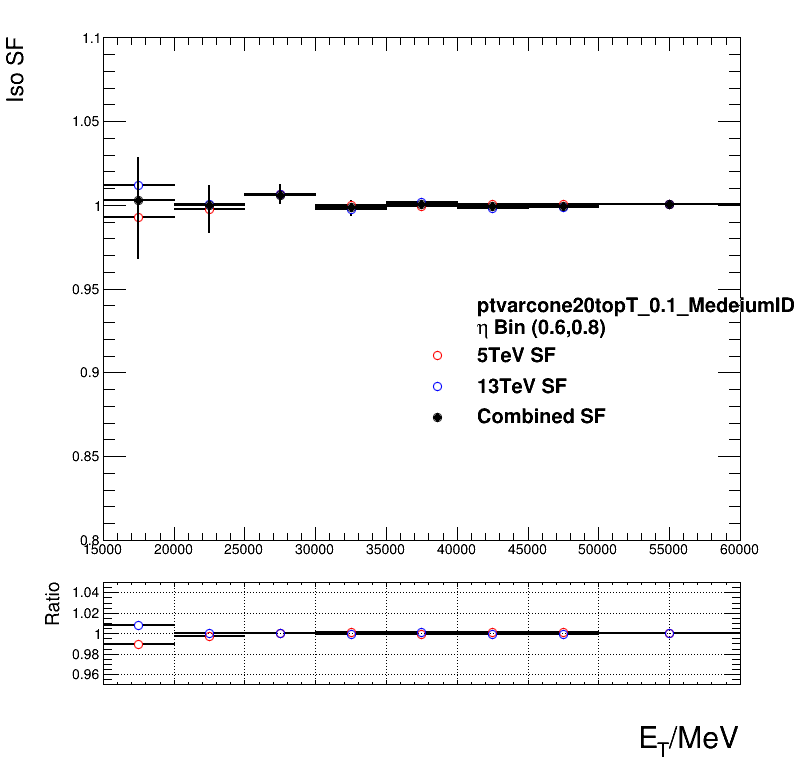 Iso SF
1.1
1.05
1
0.95
0.9
0.85
0.8
ptvarcone20topT_0.1_MedeiumID
η Bin (0.6,0.8)
5TeV SF
13TeV SF
Combined SF
15000 20000 25000 30000 35000 40000 45000 50000 55000 60000
Ratio
1.04
1.02
1
0.98
0.96
E_T/MeV